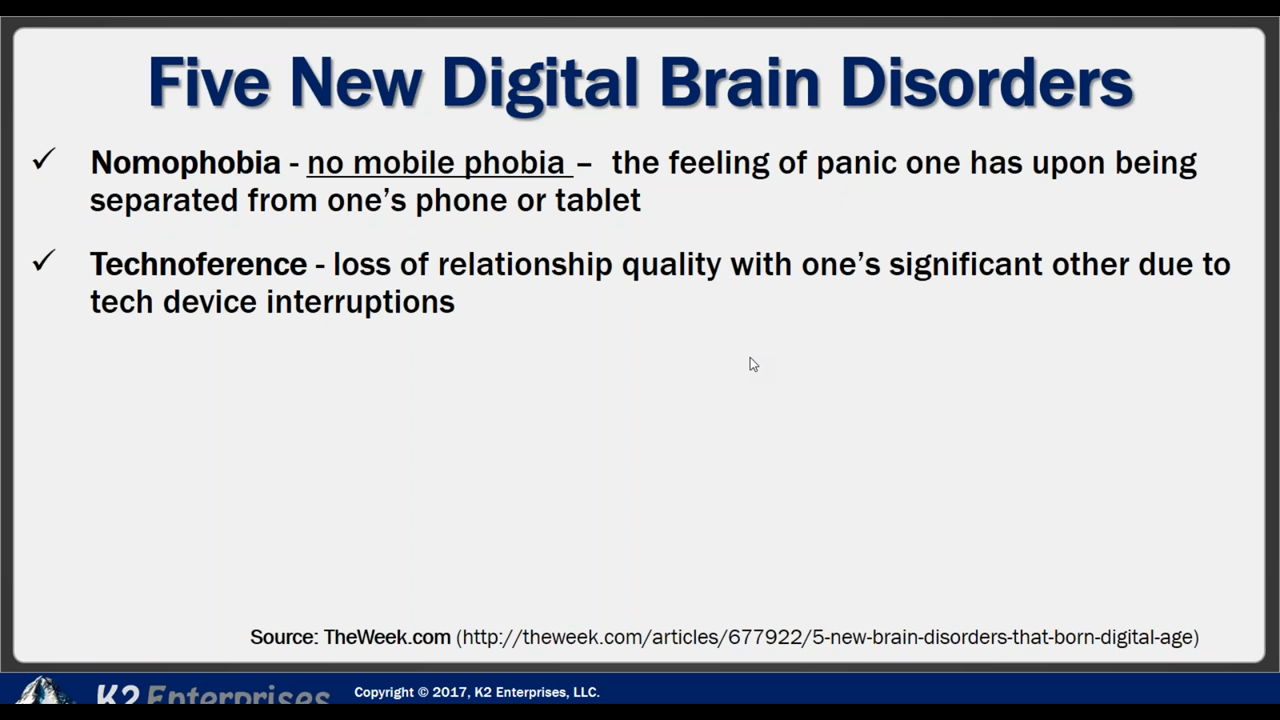 Five New Digital Brain Disorders
✓ Nomophobia - no mobile phobia – the feeling of panic one has upon being
separated from one’s phone or tablet
✓ Technoference - loss of relationship quality with one’s significant other due to
tech device interruptions
Source: TheWeek.com (http://theweek.com/articles/677922/5-new-brain-disorders-that-born-digital-age)
K2 Enterprises
Copyright © 2017, K2 Enterprises, LLC.